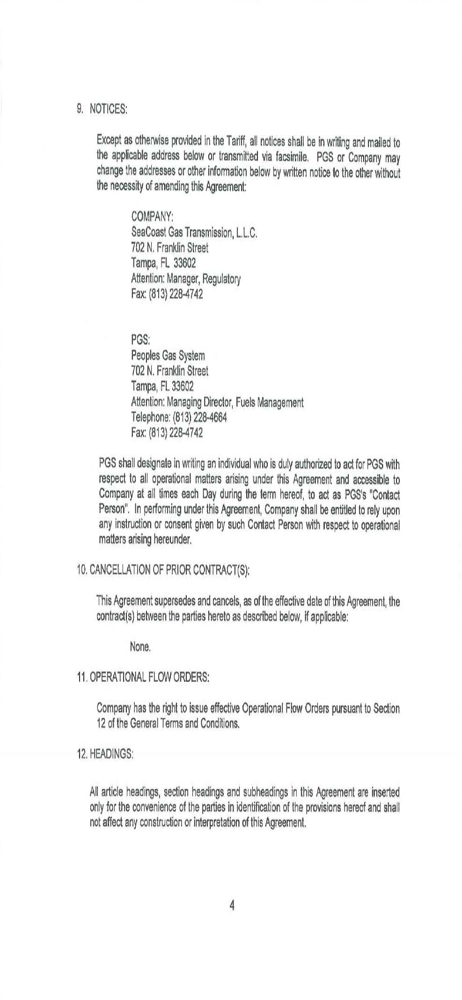 9. NOTICES:
Except as otherwise provided in the Tariff, all notices shall be in writing and mailed to
the applicable address below or transmitted via facsimile. PGS or Company may
change the addresses or other information below by written notice to the other without
the necessity of amending this Agreement:
COMPANY:
SeaCoast Gas Transmission, L.L.C.
702 N. Franklin Street
Tampa, FL 33602
Attention: Manager, Regulatory
Fax: (813) 228-4742
PGS:
Peoples Gas System
702 N. Franklin Street
Tampa, FL 33602
Attention: Managing Director, Fuels Management
Telephone: (813) 228-4664
Fax: (813) 228-4742
PGS shall designate in writing an individual who is duly authorized to act for PGS with
respect to all operational matters arising under this Agreement and accessible to
Company at all times each Day during the term hereof, to act as PGS's "Contact
Person". In performing under this Agreement, Company shall be entitled to rely upon
any instruction or consent given by such Contact Person with respect to operational
matters arising hereunder.
10. CANCELLATION OF PRIOR CONTRACT(S):
This Agreement supersedes and cancels, as of the effective date of this Agreement, the
contract(s) between the parties hereto as described below, if applicable:
None.
11. OPERATIONAL FLOW ORDERS:
Company has the right to issue effective Operational Flow Orders pursuant to Section
12 of the General Terms and Conditions.
12. HEADINGS:
All article headings, section headings and subheadings in this Agreement are inserted
only for the convenience of the parties in identification of the provisions hereof and shall
not affect any construction or interpretation of this Agreement.
4